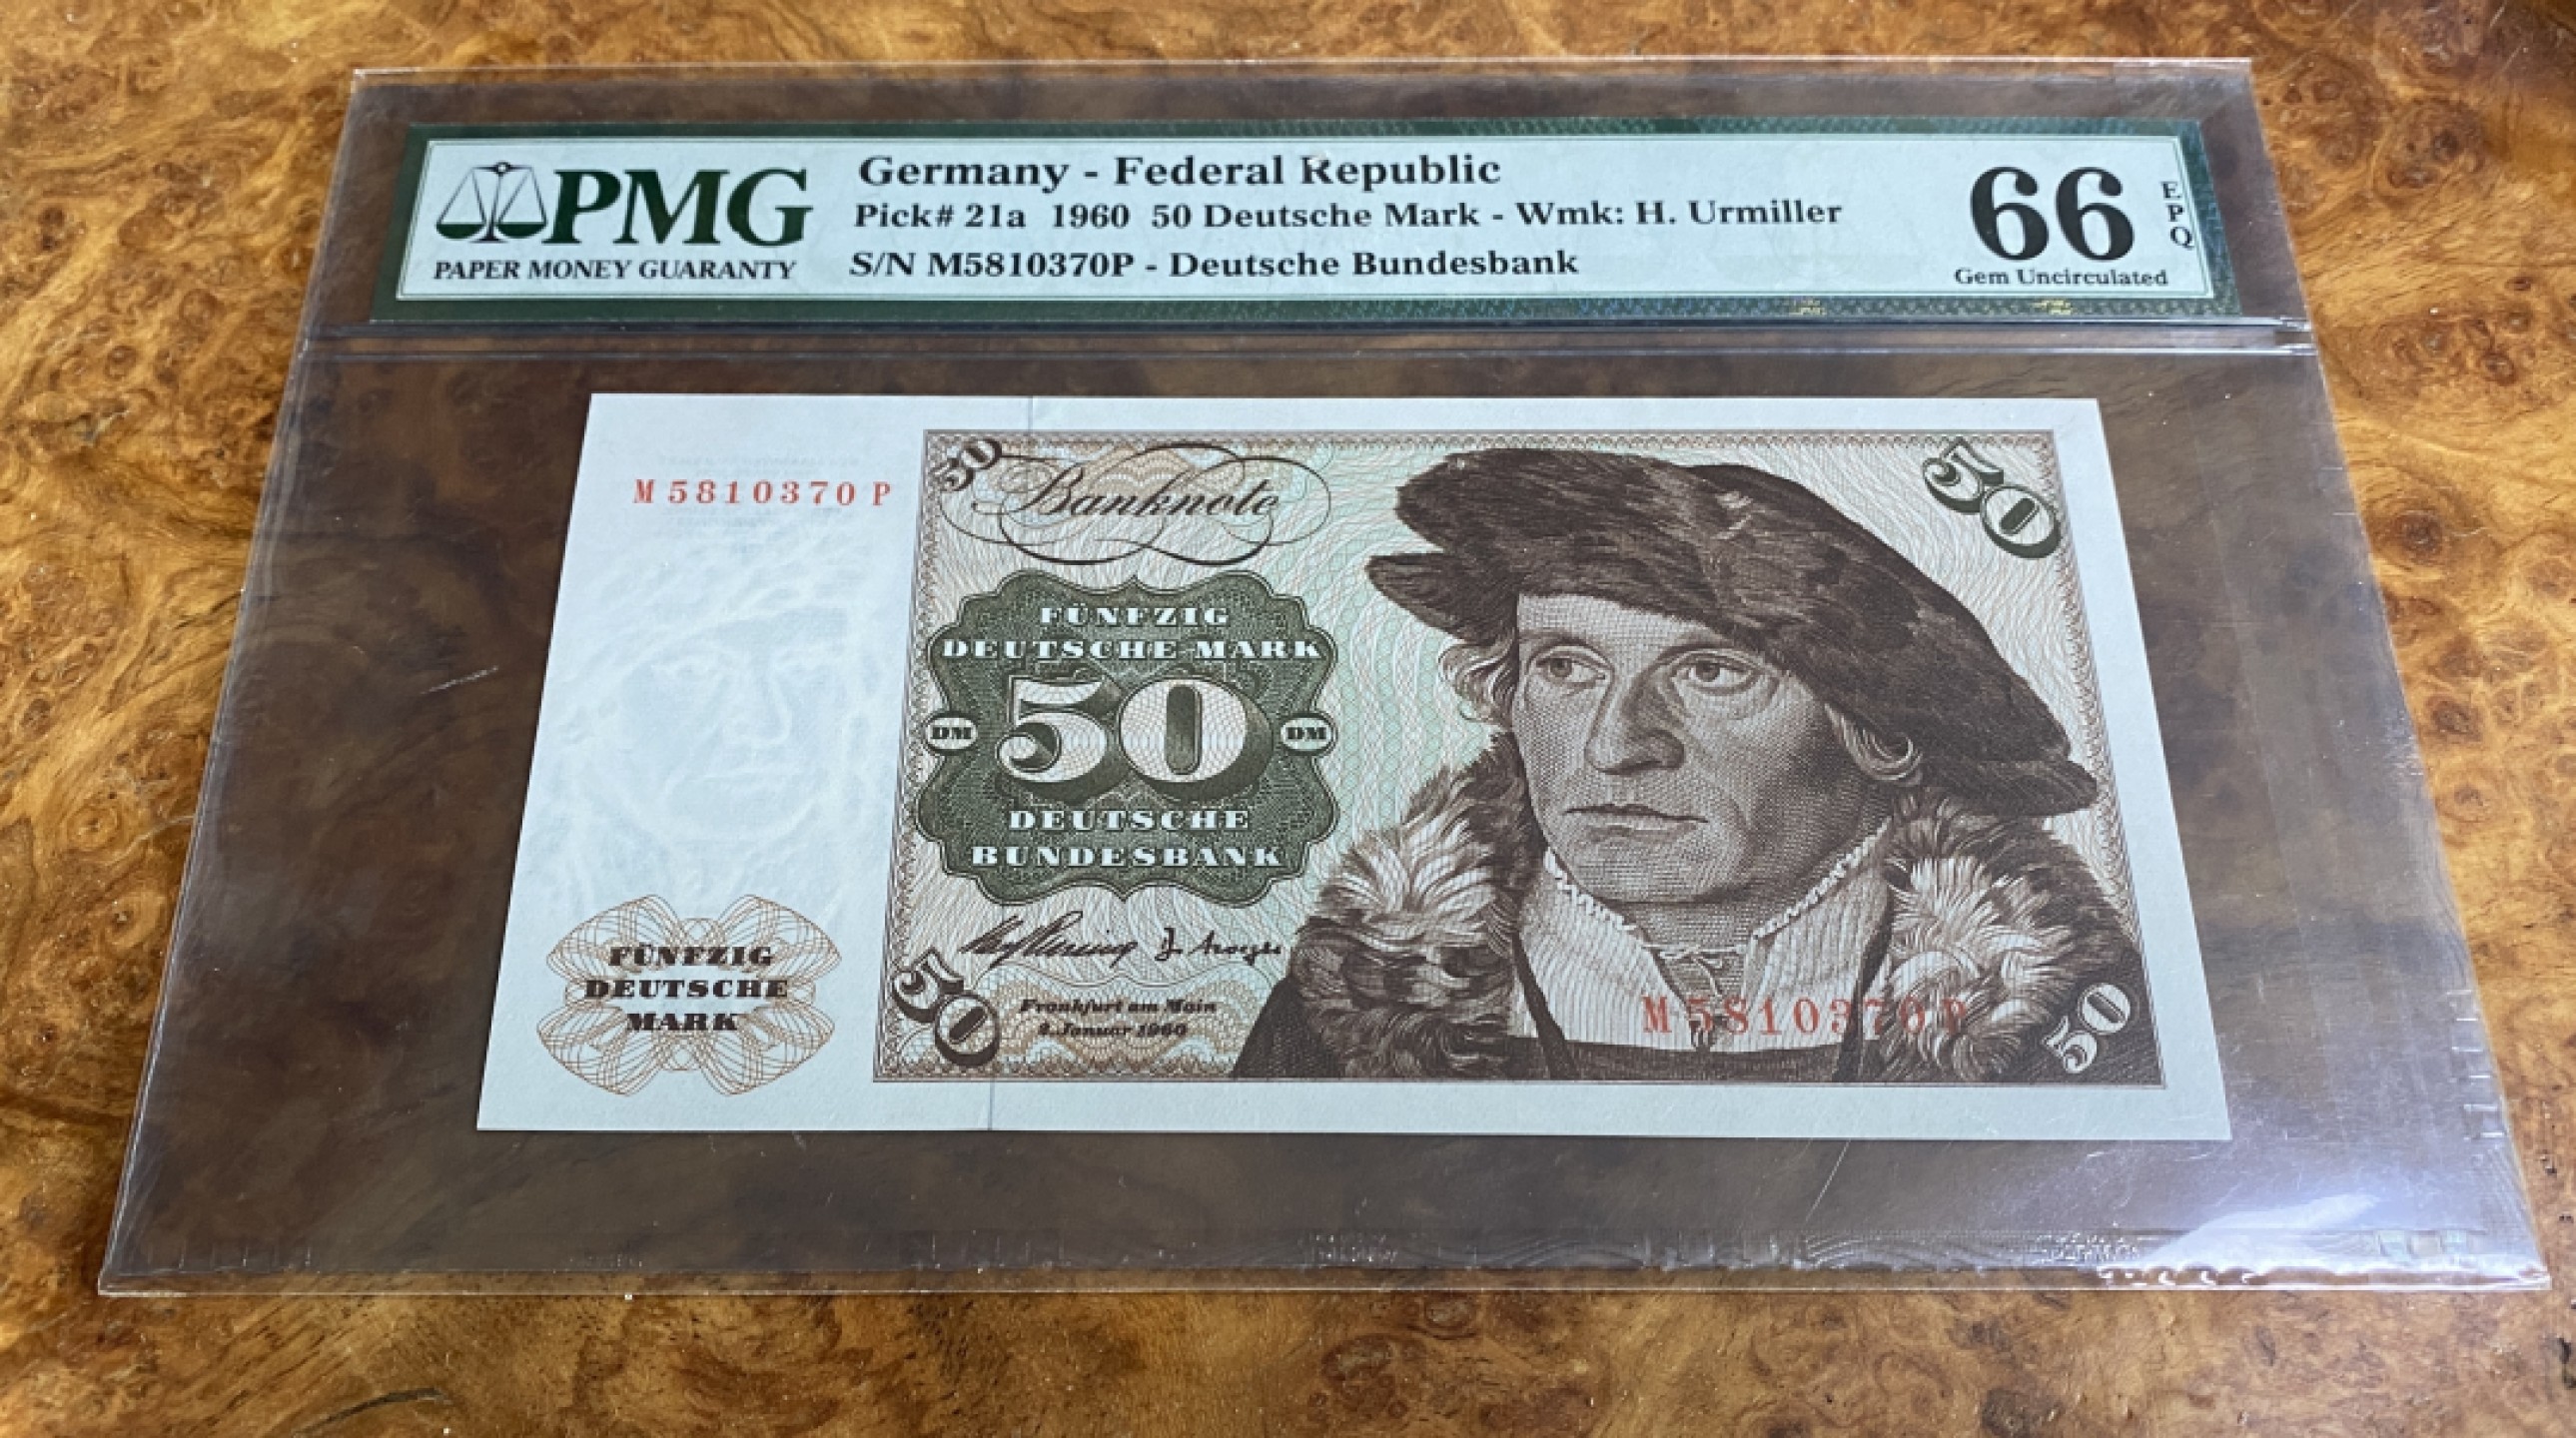 PMG
PAPER MONEY GUARANTY
Germany - Federal Republic
Pick# 21a 1960 50 Deutsche Mark - Wmk: H. Urmiller
S/N M5810370P - Deutsche Bundesbank
66
EPQ
Gem Uncirculated
M5810370P
50
Banknote
50
FÜNFZIG
DEUTSCHE MARK
DM 50 DM
DEUTSCHE
BUNDESBANK
FÜNFZIG
DEUTSCHE
MARK
50
Frankfurt am Main
2. Januar 1960
M5810370P
50